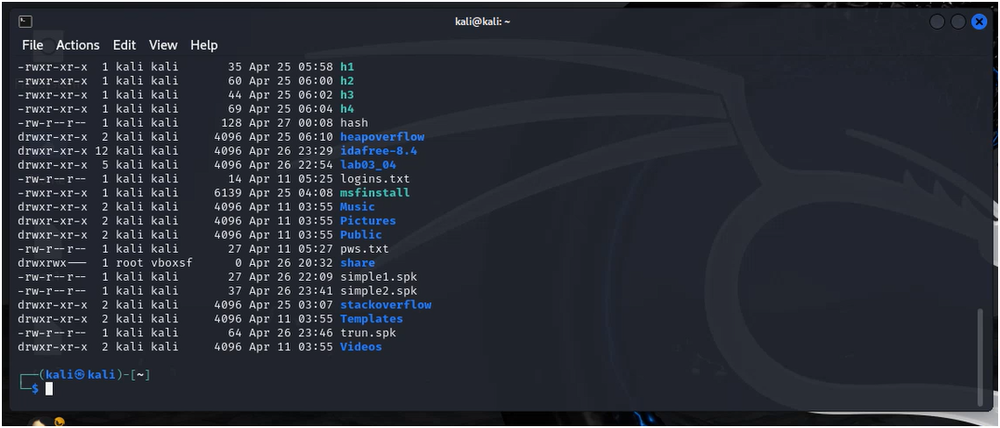 kali@kali: ~
File Actions Edit View Help
-rwxr-xr-x 1 kali kali 35 Apr 25 05:58 h1
-rwxr-xr-x 1 kali kali 60 Apr 25 06:00 h2
-rwxr-xr-x 1 kali kali 44 Apr 25 06:02 h3
-rwxr-xr-x 1 kali kali 69 Apr 25 06:04 h4
-rw-r--r-- 1 kali kali 128 Apr 27 00:08 hash
drwxr-xr-x 2 kali kali 4096 Apr 25 06:10 heapoverflow
drwxr-xr-x 12 kali kali 4096 Apr 26 23:29 idafree-8.4
drwxr-xr-x 5 kali kali 4096 Apr 26 22:54 lab03_04
-rw-r--r-- 1 kali kali 14 Apr 11 05:25 logins.txt
-rwxr-xr-x 1 kali kali 6139 Apr 25 04:08 msfinstall
drwxr-xr-x 2 kali kali 4096 Apr 11 03:55 Music
drwxr-xr-x 2 kali kali 4096 Apr 11 03:55 Pictures
drwxr-xr-x 2 kali kali 4096 Apr 11 03:55 Public
-rw-r--r-- 1 kali kali 27 Apr 11 05:27 pws.txt
drwxrwx--- 1 root vboxsf 0 Apr 26 20:32 share
-rw-r--r-- 1 kali kali 27 Apr 26 22:09 simple1.spk
-rw-r--r-- 1 kali kali 37 Apr 26 23:41 simple2.spk
drwxr-xr-x 2 kali kali 4096 Apr 25 03:07 stackoverflow
drwxr-xr-x 2 kali kali 4096 Apr 11 03:55 Templates
-rw-r--r-- 1 kali kali 64 Apr 26 23:46 trun.spk
drwxr-xr-x 2 kali kali 4096 Apr 11 03:55 Videos
┌──(kali㉿kali)-[~]
└─$